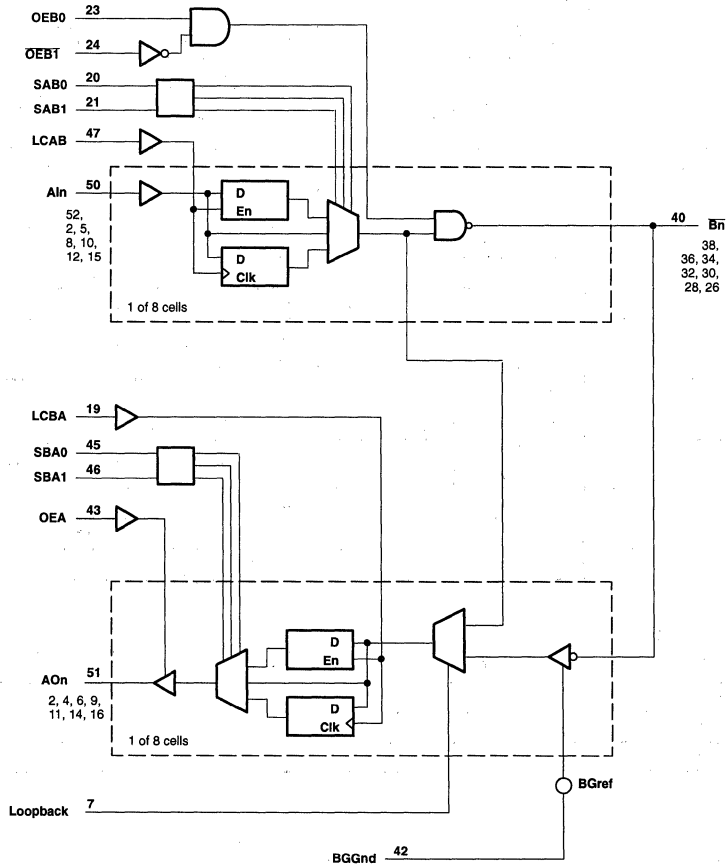 OEB0 23
OEB1 24
SAB0 20
SAB1 21
LCAB 47
AIn 50
52,
2, 5,
8, 10,
12, 15
D
En
D
Clk
1 of 8 cells
40 Bn
38,
36, 34,
32, 30,
28, 26
LCBA 19
SBA0 45
SBA1 46
OEA 43
D
En
D
Clk
AOn 51
2, 4, 6, 9,
11, 14, 16
1 of 8 cells
BGref
Loopback 7
BGGnd 42